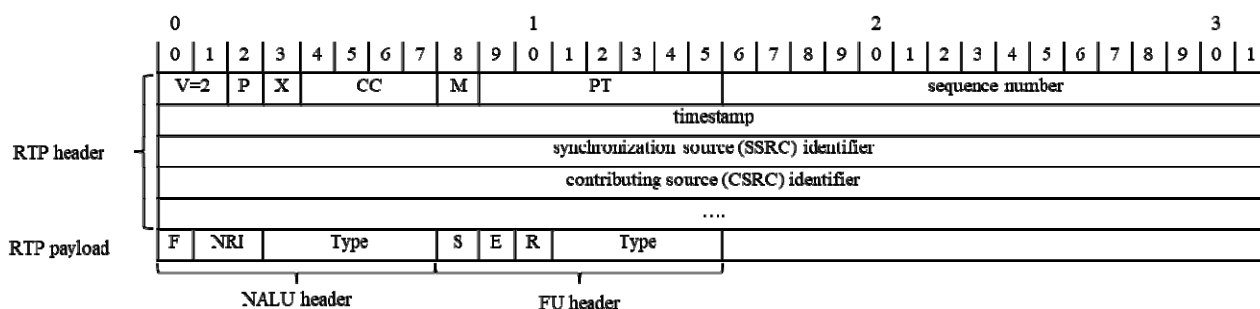 0 1 2 3
0 1 2 3 4 5 6 7 8 9 0 1 2 3 4 5 6 7 8 9 0 1 2 3 4 5 6 7 8 9 0 1
V=2 P X CC M PT sequence number
timestamp
RTP header
synchronization source (SSRC) identifier
contributing source (CSRC) identifier
....
RTP payload F NRI Type S E R Type
NALU header FU header